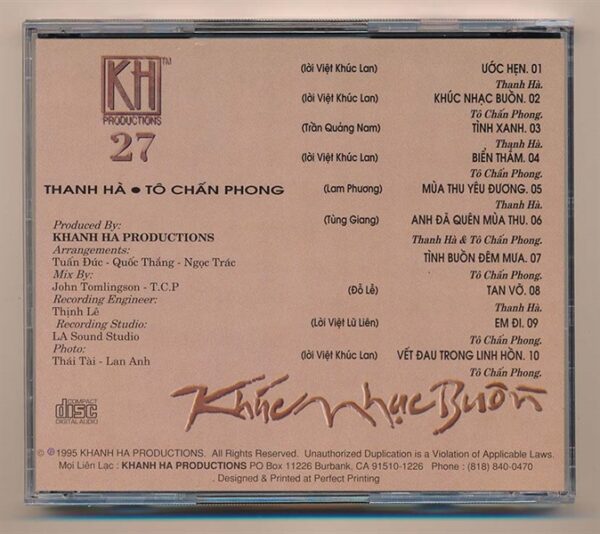 KH™
PRODUCTIONS
27
THANH HÀ ● TÔ CHẤN PHONG
Produced By:
KHANH HA PRODUCTIONS
Arrangements:
Tuấn Đức - Quốc Thắng - Ngọc Trác
Mix By:
John Tomlingson - T.C.P
Recording Engineer:
Thịnh Lê
Recording Studio:
LA Sound Studio
Photo:
Thái Tài - Lan Anh
(lời Việt Khúc Lan) ƯỚC HẸN. 01
Thanh Hà.
(lời Việt Khúc Lan) KHÚC NHẠC BUỒN. 02
Tô Chấn Phong.
(Trần Quảng Nam) TÌNH XANH. 03
Thanh Hà.
(lời Việt Khúc Lan) BIỂN THẮM. 04
Tô Chấn Phong.
(Lam Phương) MÙA THU YÊU ĐƯƠNG. 05
Thanh Hà.
(Tùng Giang) ANH ĐÃ QUÊN MÙA THU. 06
Thanh Hà & Tô Chấn Phong.
TÌNH BUỒN ĐÊM MƯA. 07
Tô Chấn Phong.
(Đỗ Lễ) TAN VỠ. 08
Thanh Hà.
(Lời Việt Lữ Liên) EM ĐI. 09
Tô Chấn Phong.
(lời Việt Khúc Lan) VẾT ĐAU TRONG LINH HỒN. 10
Tô Chấn Phong.
Khúc Nhạc Buồn
COMPACT
disc
DIGITAL AUDIO
© ℗ 1995 KHANH HA PRODUCTIONS. All Rights Reserved. Unauthorized Duplication is a Violation of Applicable Laws.
Mọi Liên Lạc : KHANH HA PRODUCTIONS PO Box 11226 Burbank, CA 91510-1226 Phone : (818) 840-0470
. Designed & Printed at Perfect Printing